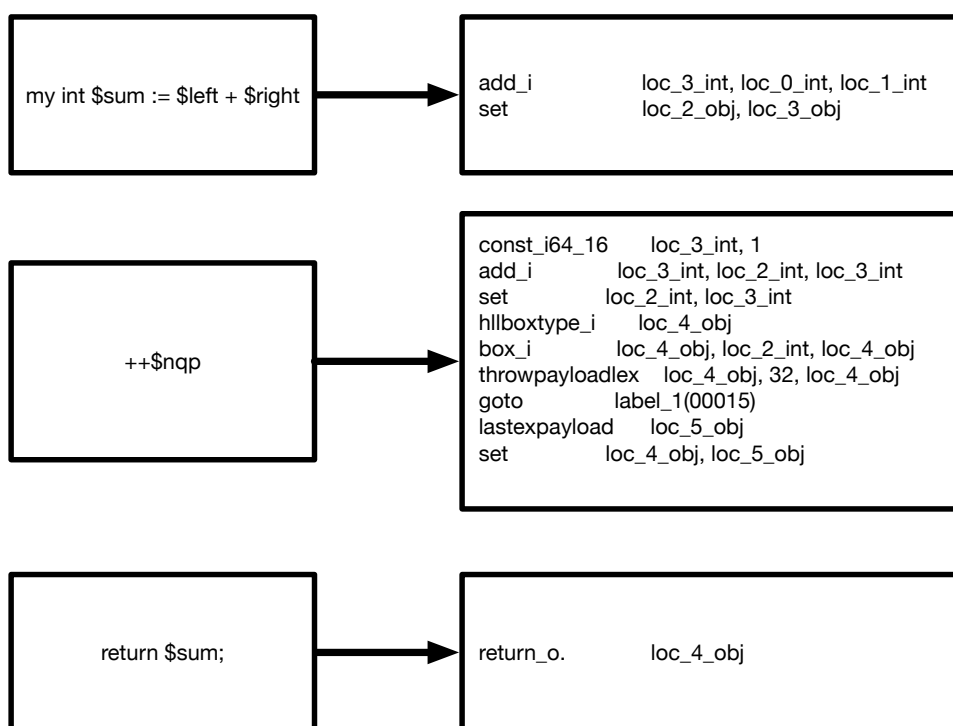 my int $sum := $left + $right
add_i loc_3_int, loc_0_int, loc_1_int
set loc_2_obj, loc_3_obj
++$nqp
const_i64_16 loc_3_int, 1
add_i loc_3_int, loc_2_int, loc_3_int
set loc_2_int, loc_3_int
hllboxtype_i loc_4_obj
box_i loc_4_obj, loc_2_int, loc_4_obj
throwpayloadlex loc_4_obj, 32, loc_4_obj
goto label_1(00015)
lastexpayload loc_5_obj
set loc_4_obj, loc_5_obj
return $sum;
return_o. loc_4_obj